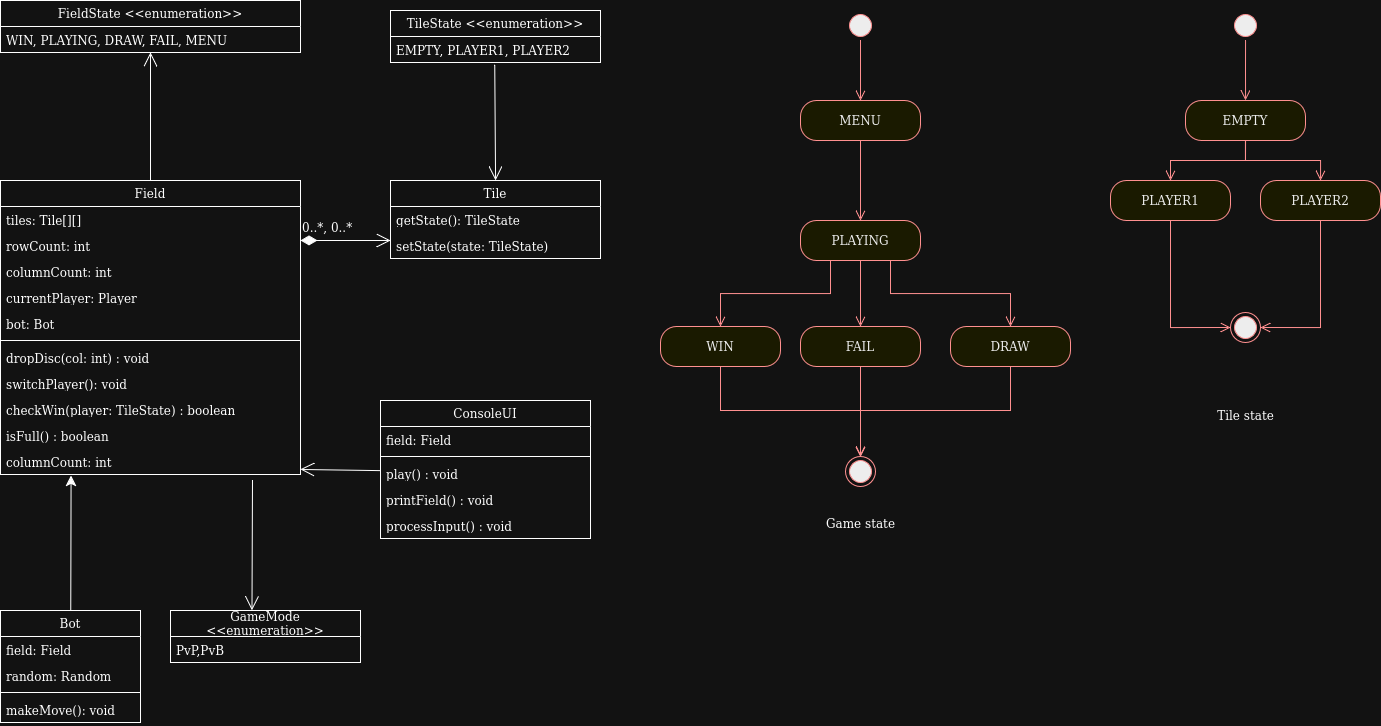 FieldState <<enumeration>>
WIN, PLAYING, DRAW, FAIL, MENU
TileState <<enumeration>>
EMPTY, PLAYER1, PLAYER2
Field
tiles: Tile[][]
rowCount: int
columnCount: int
currentPlayer: Player
bot: Bot
dropDisc(col: int) : void
switchPlayer(): void
checkWin(player: TileState) : boolean
isFull() : boolean
columnCount: int
0..*, 0..*
Tile
getState(): TileState
setState(state: TileState)
ConsoleUI
field: Field
play() : void
printField() : void
processInput() : void
Bot
field: Field
random: Random
makeMove(): void
GameMode
<<enumeration>>
PvP,PvB
MENU
PLAYING
WIN
FAIL
DRAW
Game state
EMPTY
PLAYER1
PLAYER2
Tile state